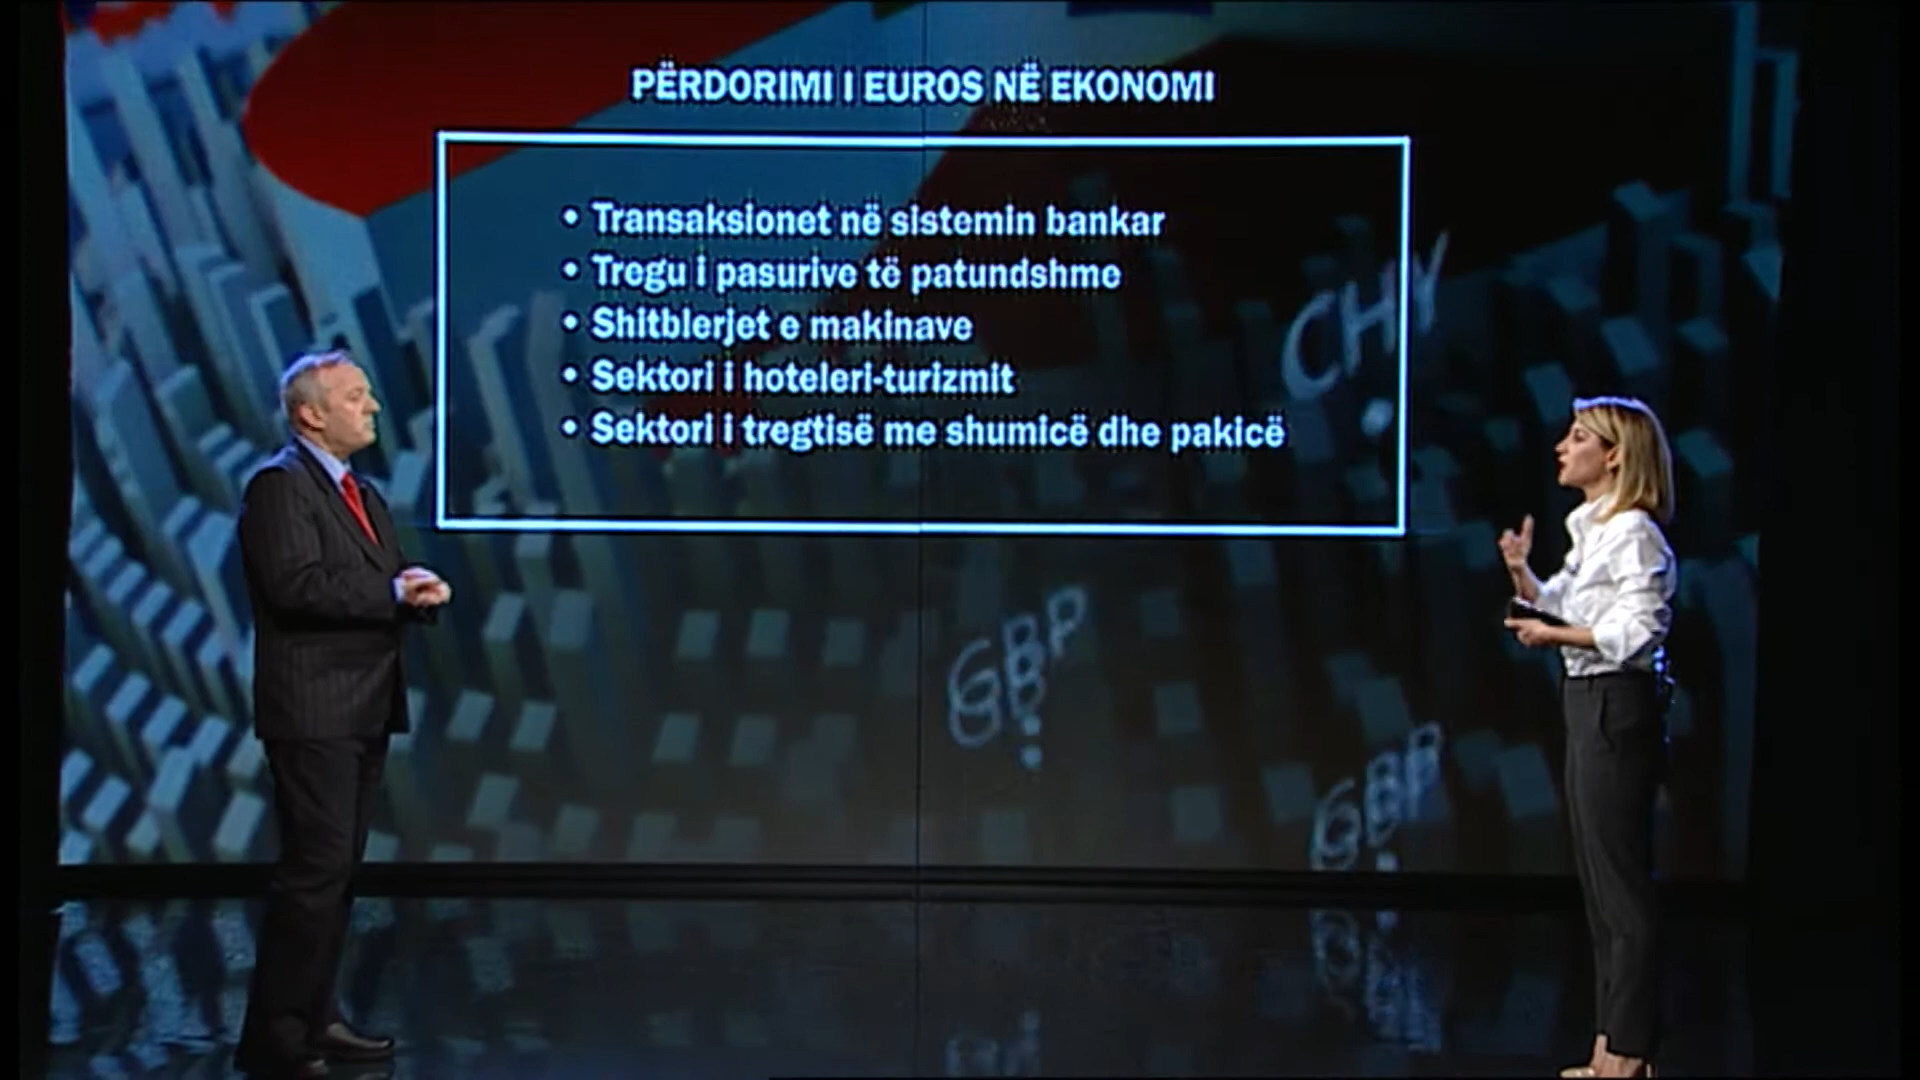 PËRDORIMI I EUROS NË EKONOMI
• Transaksionet në sistemin bankar
• Tregu i pasurive të patundshme
• Shitblerjet e makinave
• Sektori i hoteleri-turizmit
• Sektori i tregtisë me shumicë dhe pakicë
CHY
GBP
GBP